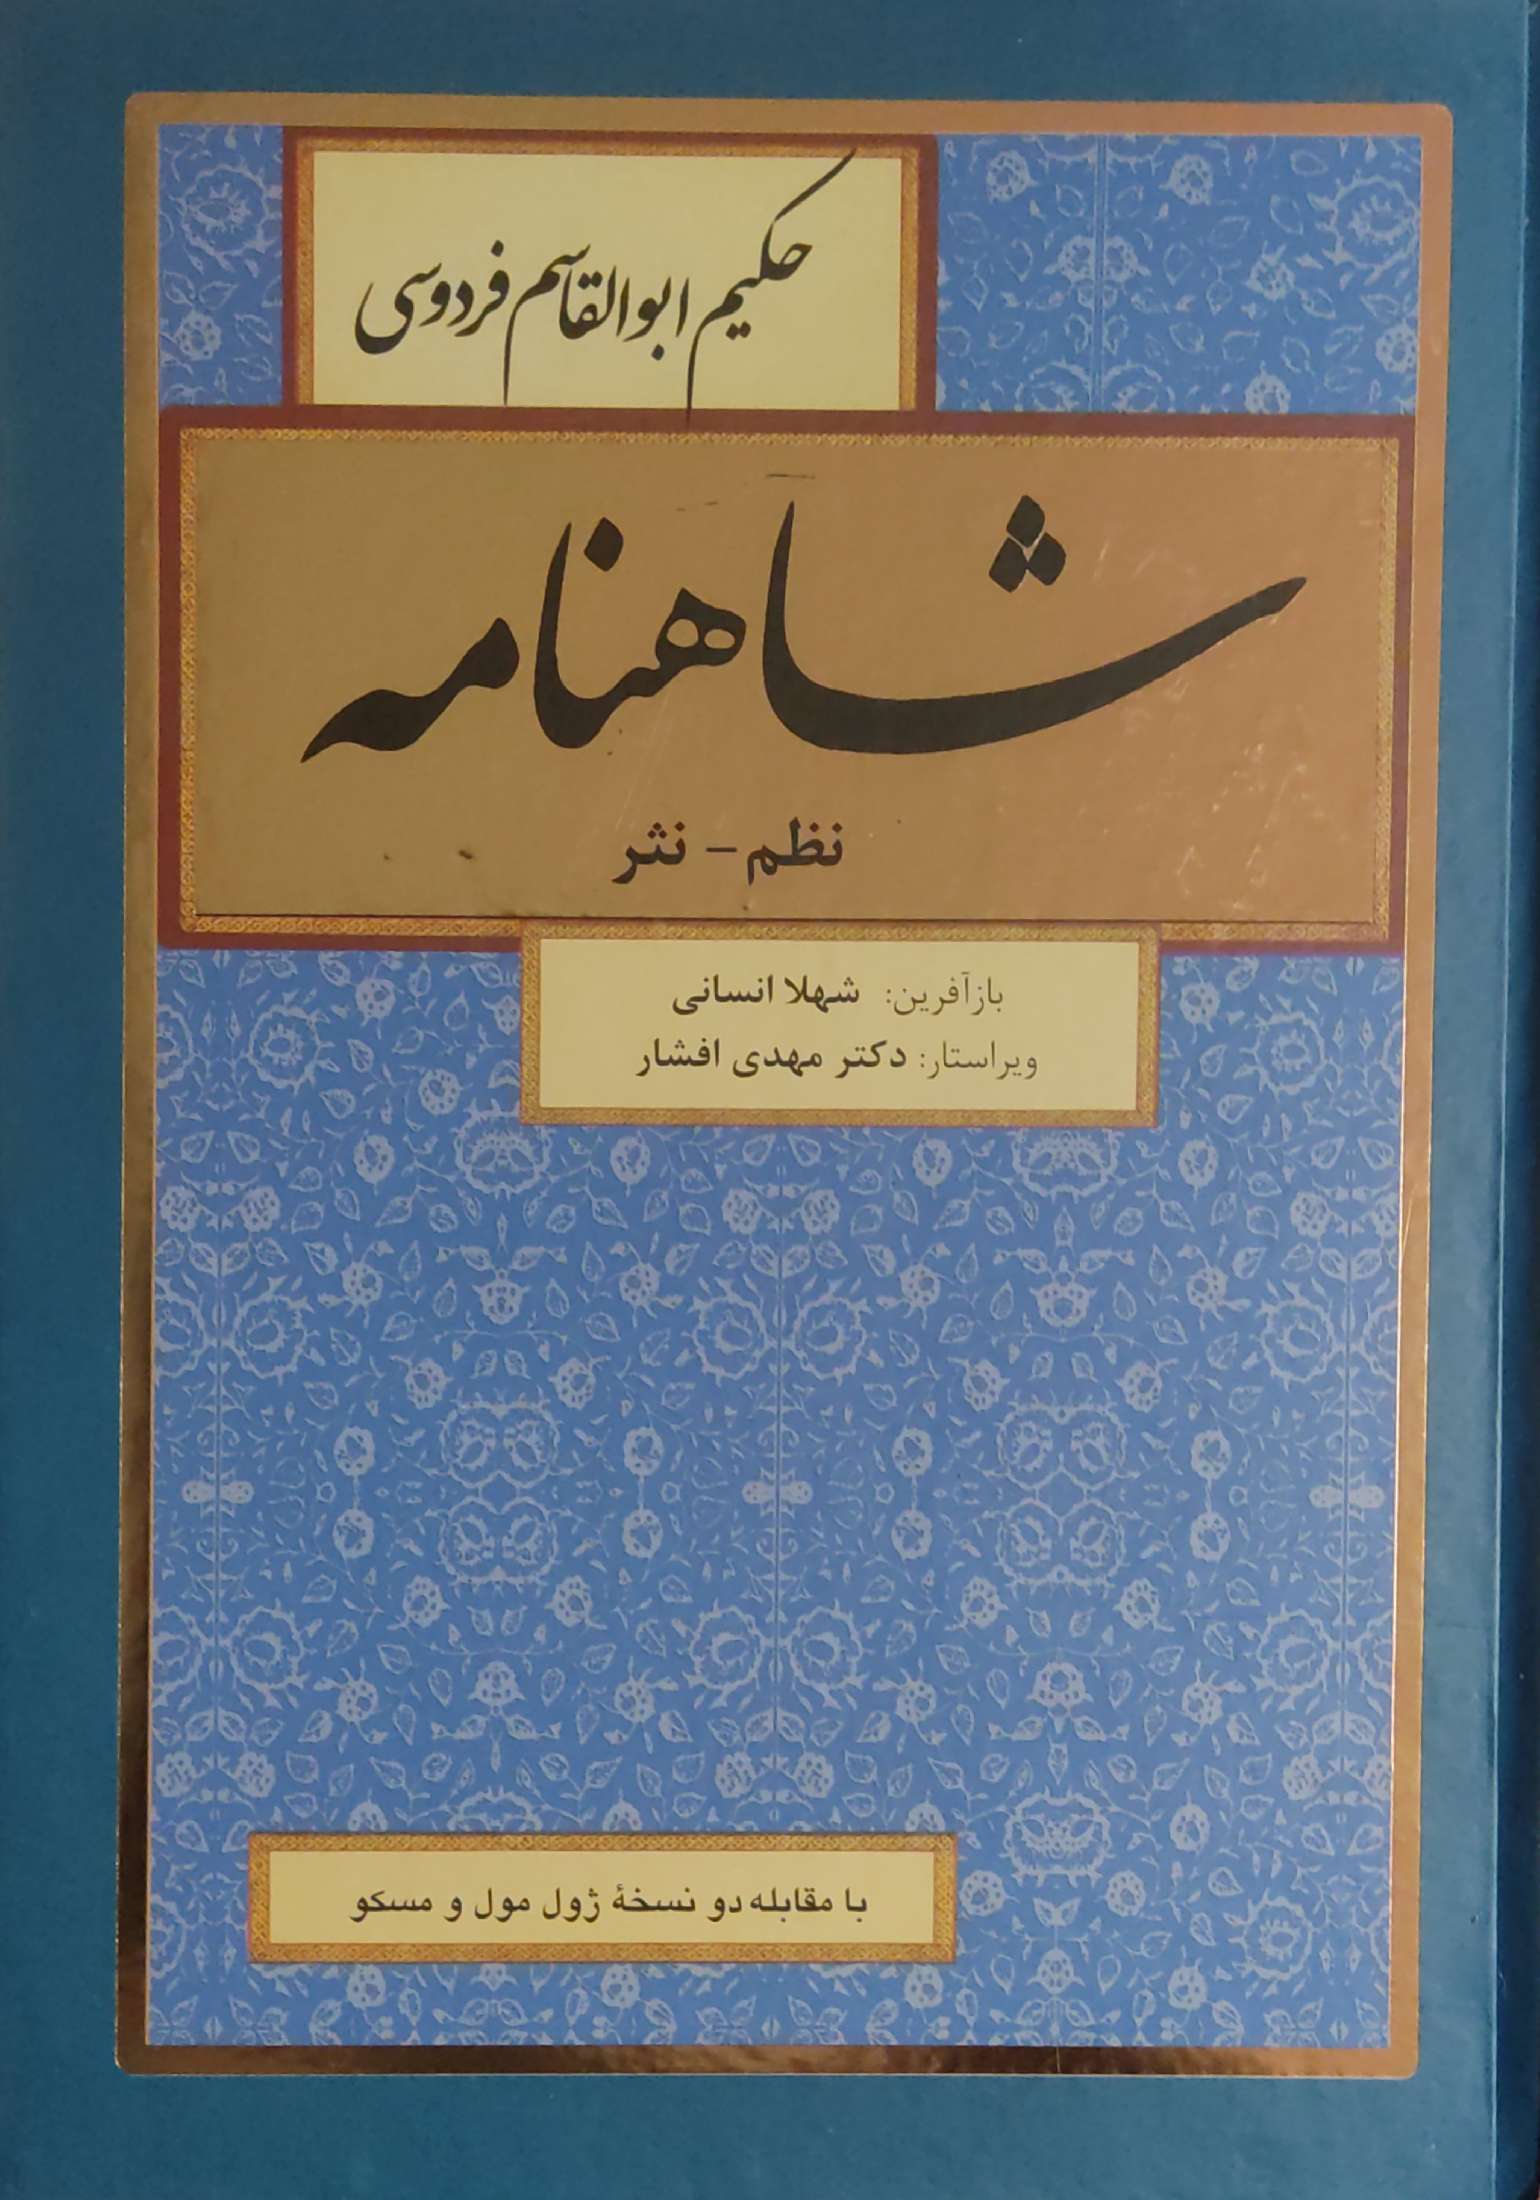 حکیم ابوالقاسم فردوسی
شاهنامه
نظم - نثر
بازآفرین: شهلا انسانی
ویراستار: دکتر مهدی افشار
با مقابله دو نسخهٔ ژول مول و مسکو